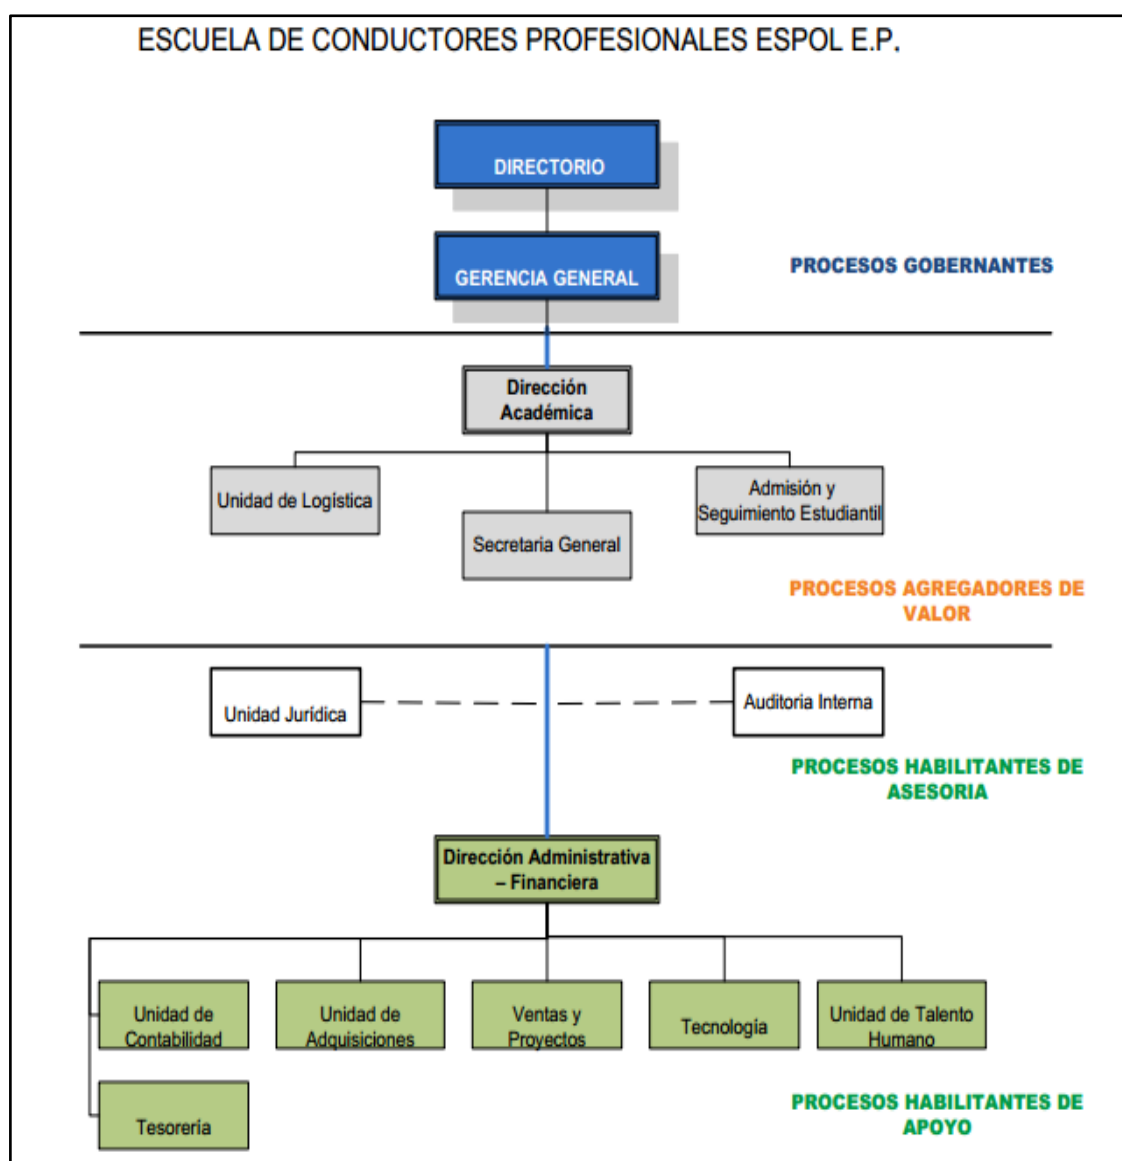 ESCUELA DE CONDUCTORES PROFESIONALES ESPOL E.P.
DIRECTORIO
GERENCIA GENERAL
PROCESOS GOBERNANTES
Dirección
Académica
Unidad de Logística
Secretaria General
Admisión y
Seguimiento Estudiantil
PROCESOS AGREGADORES DE
VALOR
Unidad Jurídica
Auditoria Interna
PROCESOS HABILITANTES DE
ASESORIA
Dirección Administrativa
– Financiera
Unidad de
Contabilidad
Unidad de
Adquisiciones
Ventas y
Proyectos
Tecnología
Unidad de Talento
Humano
Tesorería
PROCESOS HABILITANTES DE
APOYO